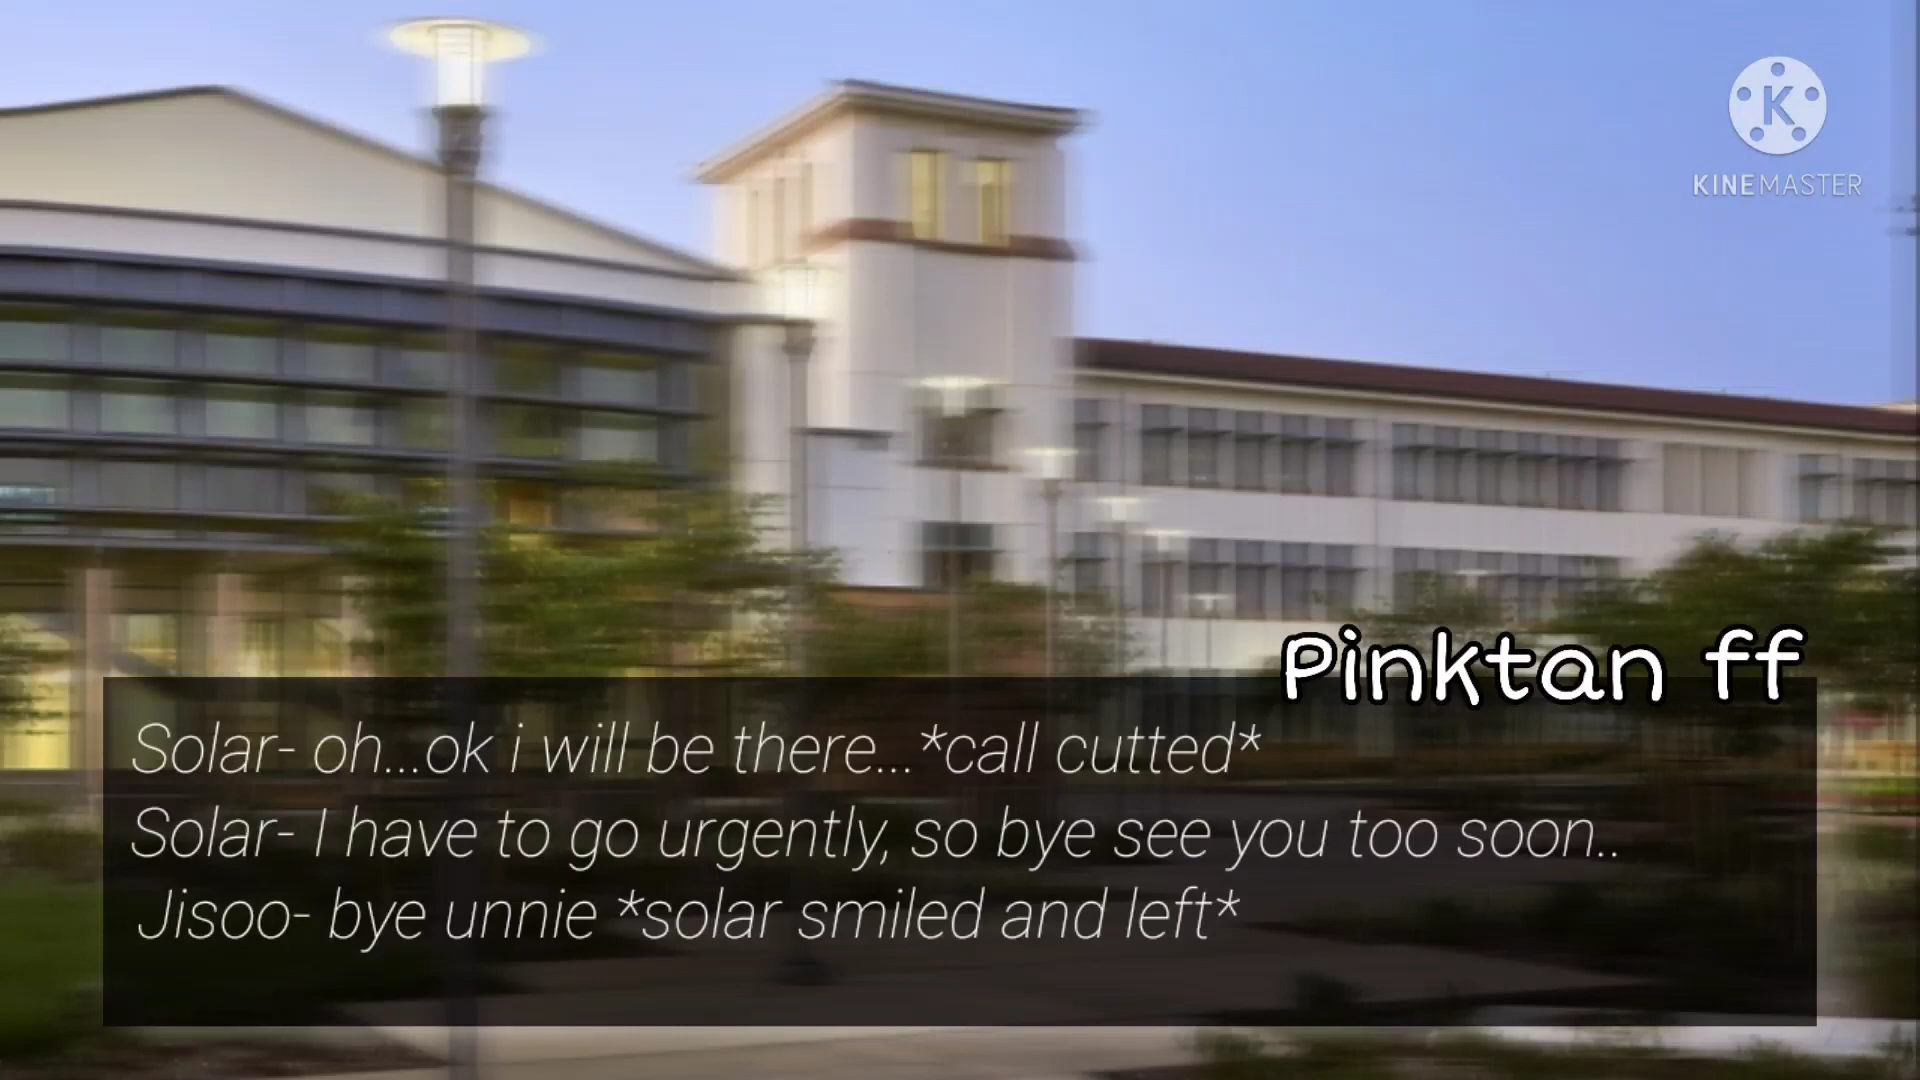 KINEMASTER
Pinktan ff
Solar- oh...ok i will be there... *call cutted*
Solar- I have to go urgently, so bye see you too soon..
Jisoo- bye unnie *solar smiled and left*